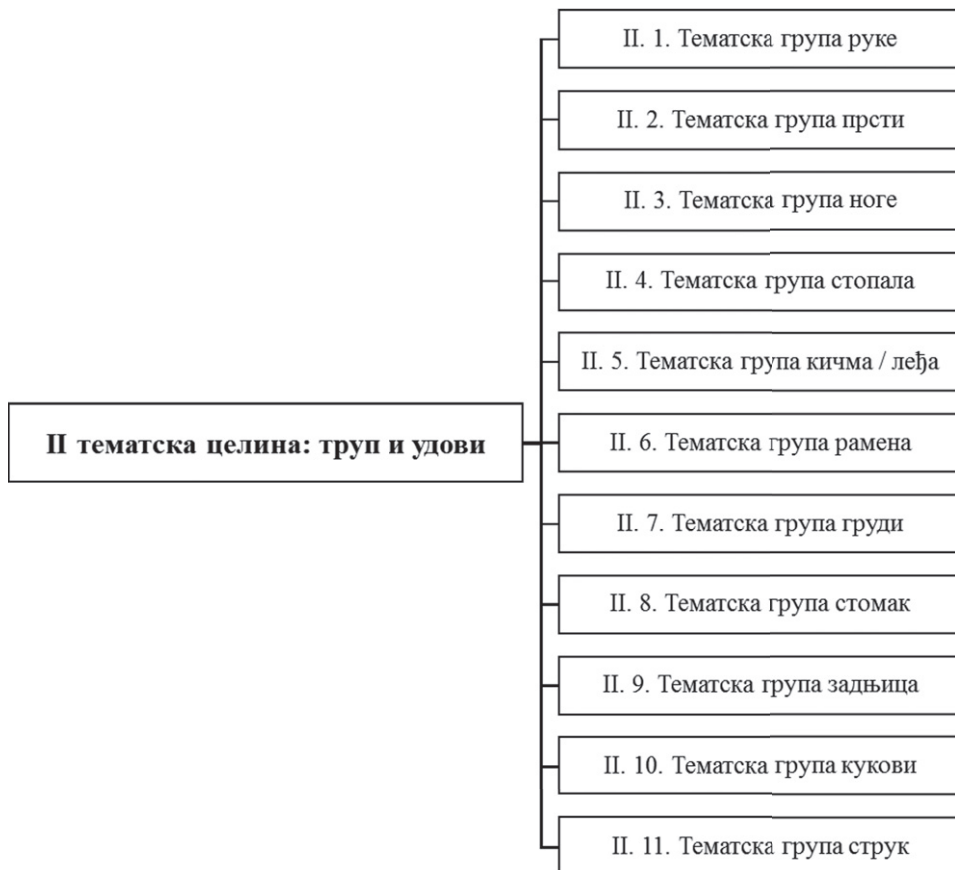 II. 1. Тематска група руке
II. 2. Тематска група прсти
II. 3. Тематска група ноге
II. 4. Тематска група стопала
II. 5. Тематска група кичма / леђа
II тематска целина: труп и удови
II. 6. Тематска група рамена
II. 7. Тематска група груди
II. 8. Тематска група стомак
II. 9. Тематска група задњица
II. 10. Тематска група кукови
II. 11. Тематска група струк